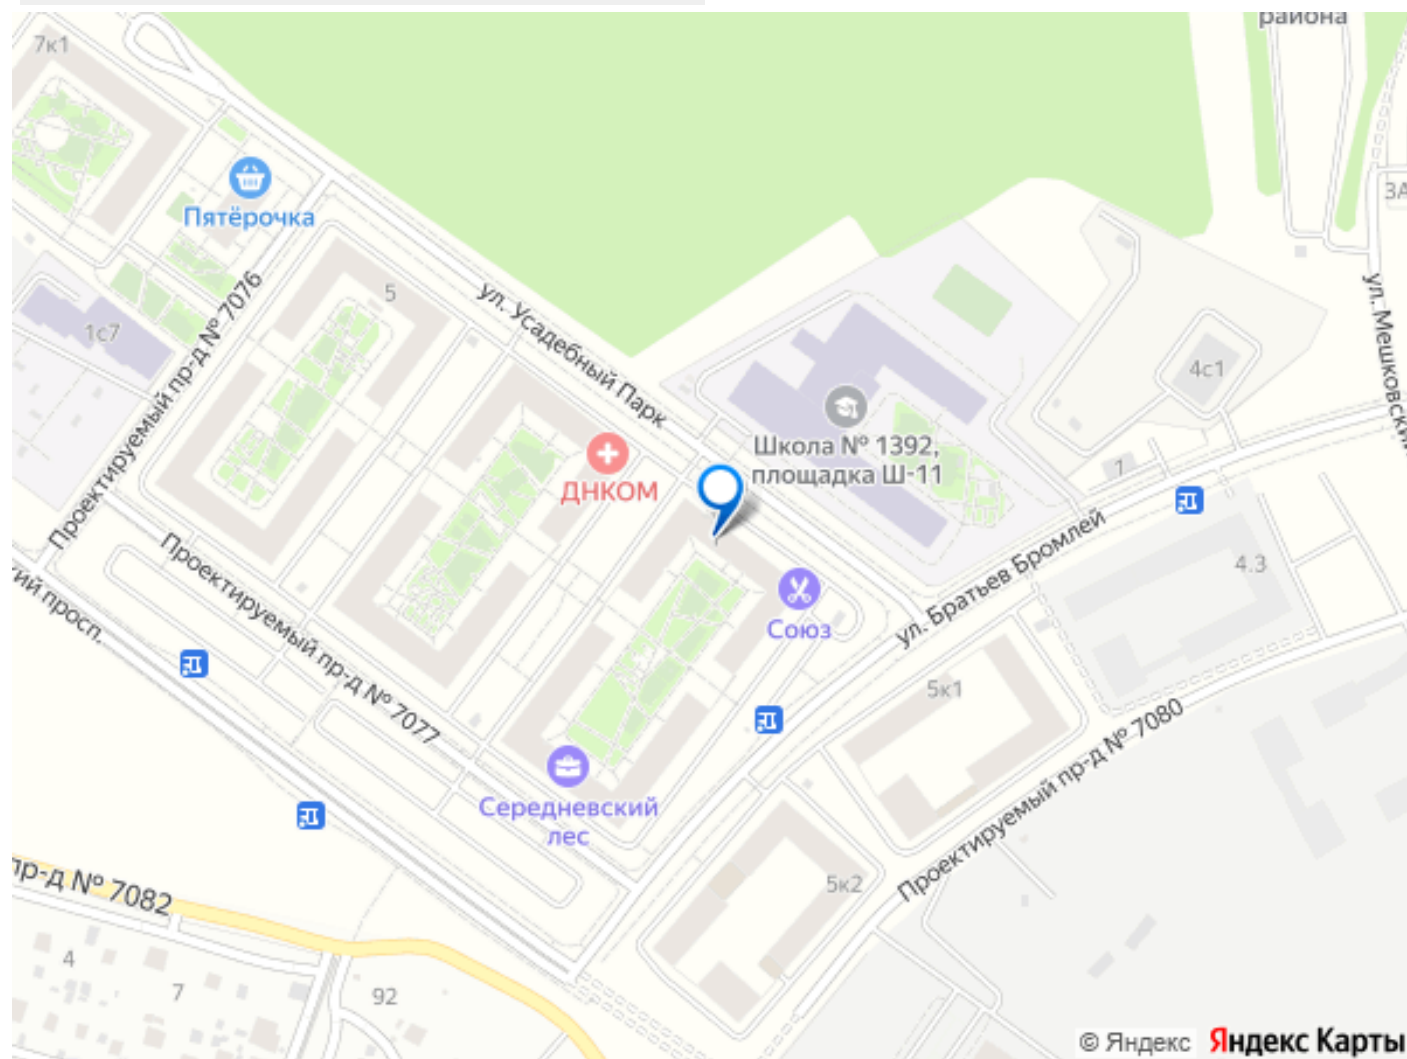 района
7к1
3А
Пятёрочка
5
ул. Усадебный Парк
ул. Мешковский
1с7
Проектируемый пр-д № 7076
4с1
Школа № 1392,
площадка Ш-11
1
ДНКОМ
4.3
ул. Братьев Бромлей
Союз
Проектируемый пр-д № 7077
просп.
5к1
Проектируемый пр-д № 7080
Середневский
лес
5к2
пр-д № 7082
4
7
92
© Яндекс Яндекс Карты